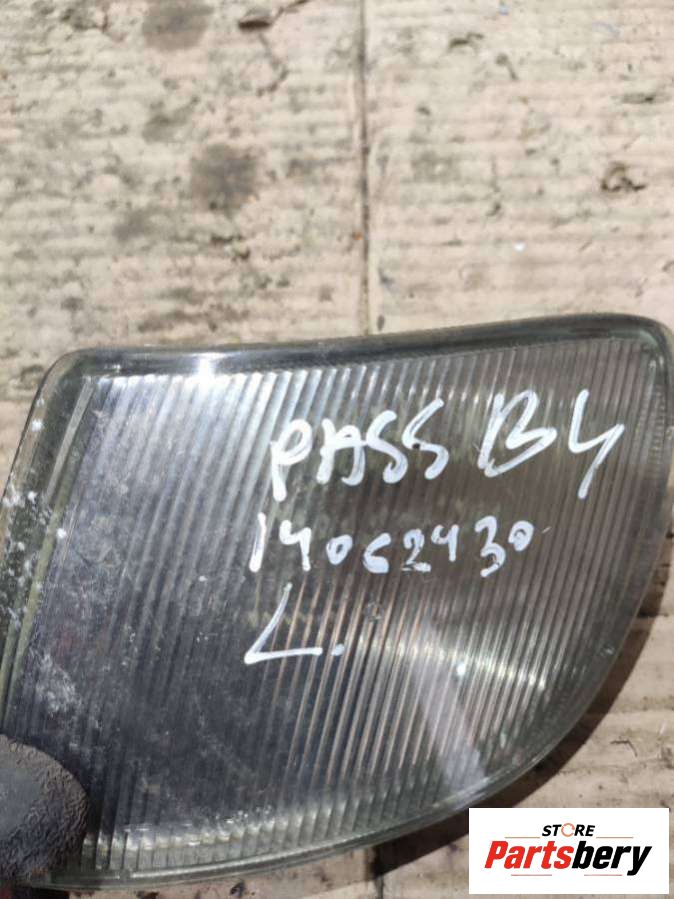 PASS B4
14062430
L.
STORE
Partsbery